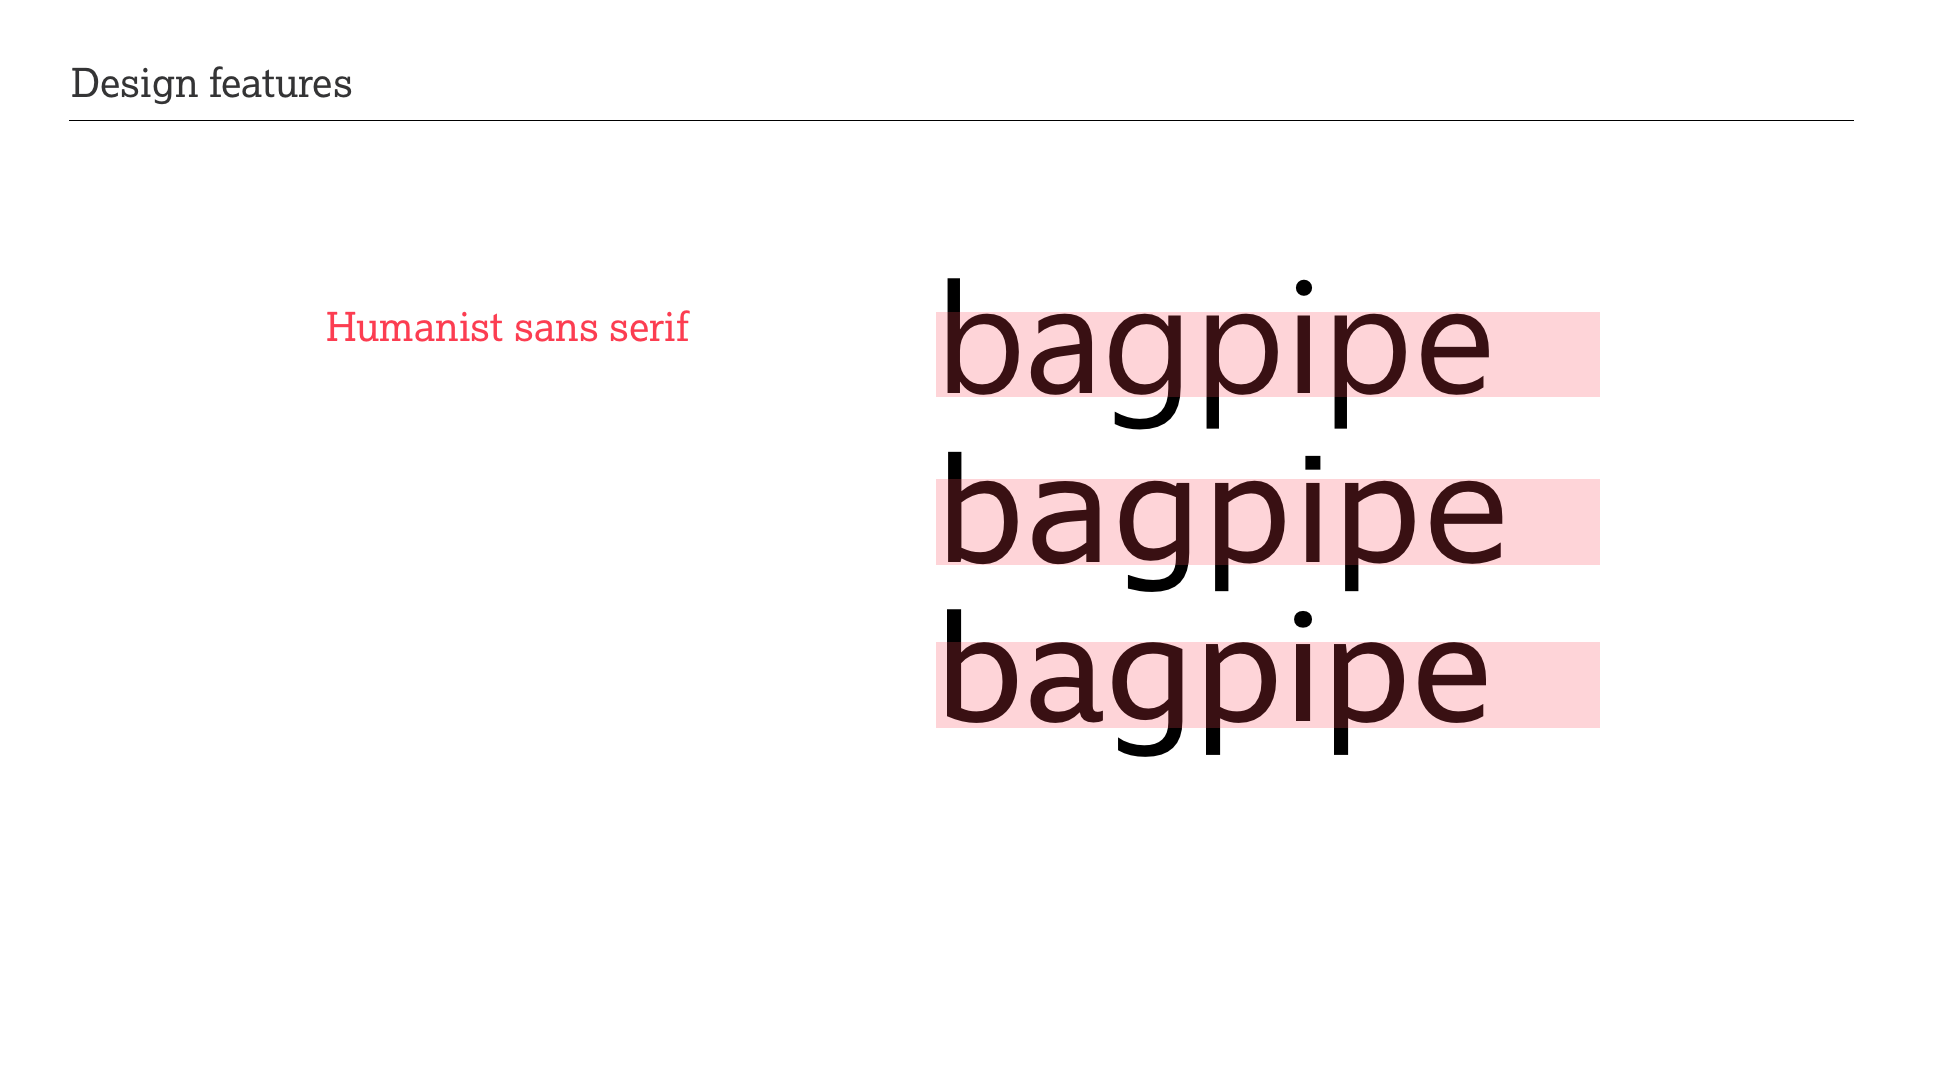 Design features
Humanist sans serif
bagpipe
bagpipe
bagpipe